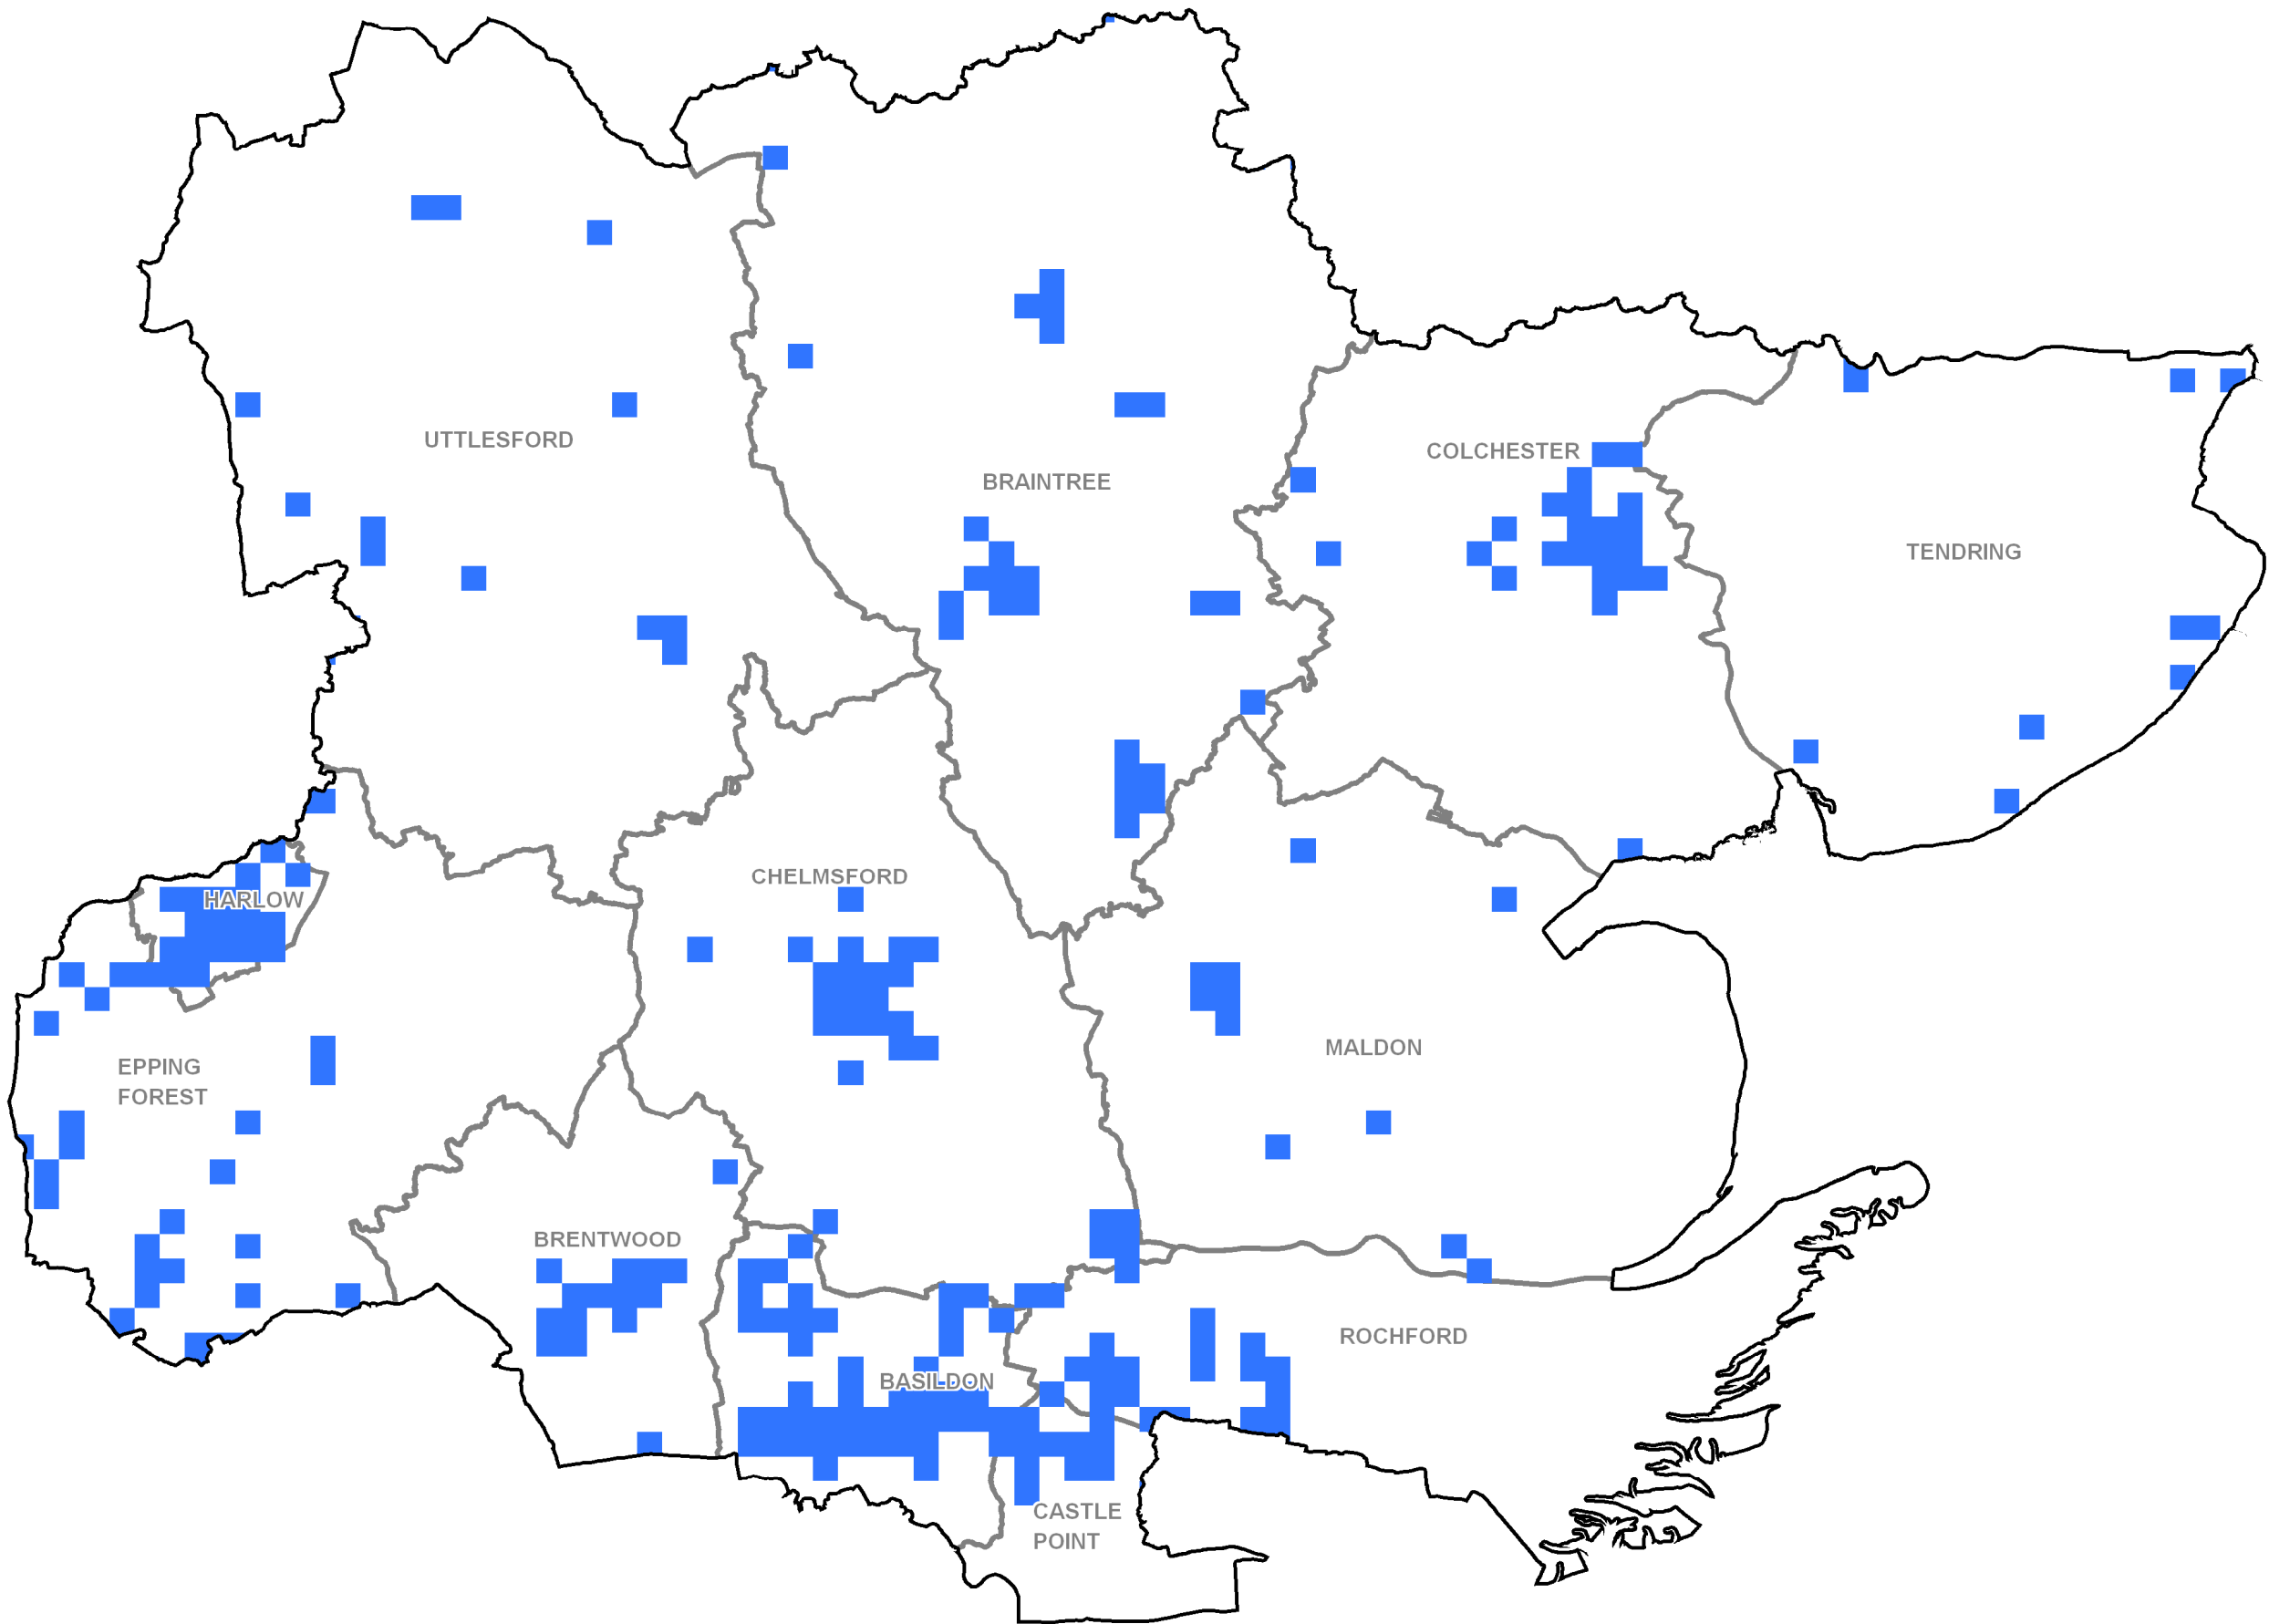 UTTLESFORD
COLCHESTER
BRAINTREE
TENDRING
CHELMSFORD
HARLOW
MALDON
EPPING
FOREST
BRENTWOOD
ROCHFORD
BASILDON
CASTLE
POINT